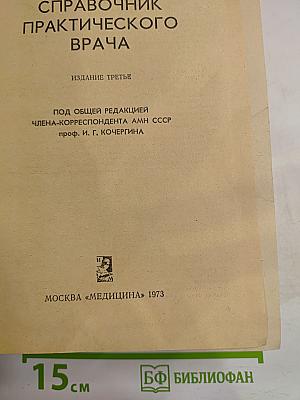 СПРАВОЧНИК
ПРАКТИЧЕСКОГО
ВРАЧА
ИЗДАНИЕ ТРЕТЬЕ
ПОД ОБЩЕЙ РЕДАКЦИЕЙ
ЧЛЕНА-КОРРЕСПОНДЕНТА АМН СССР
проф. И. Г. КОЧЕРГИНА
МОСКВА «МЕДИЦИНА» 1973
15 см
БФ БИБЛИОФАН